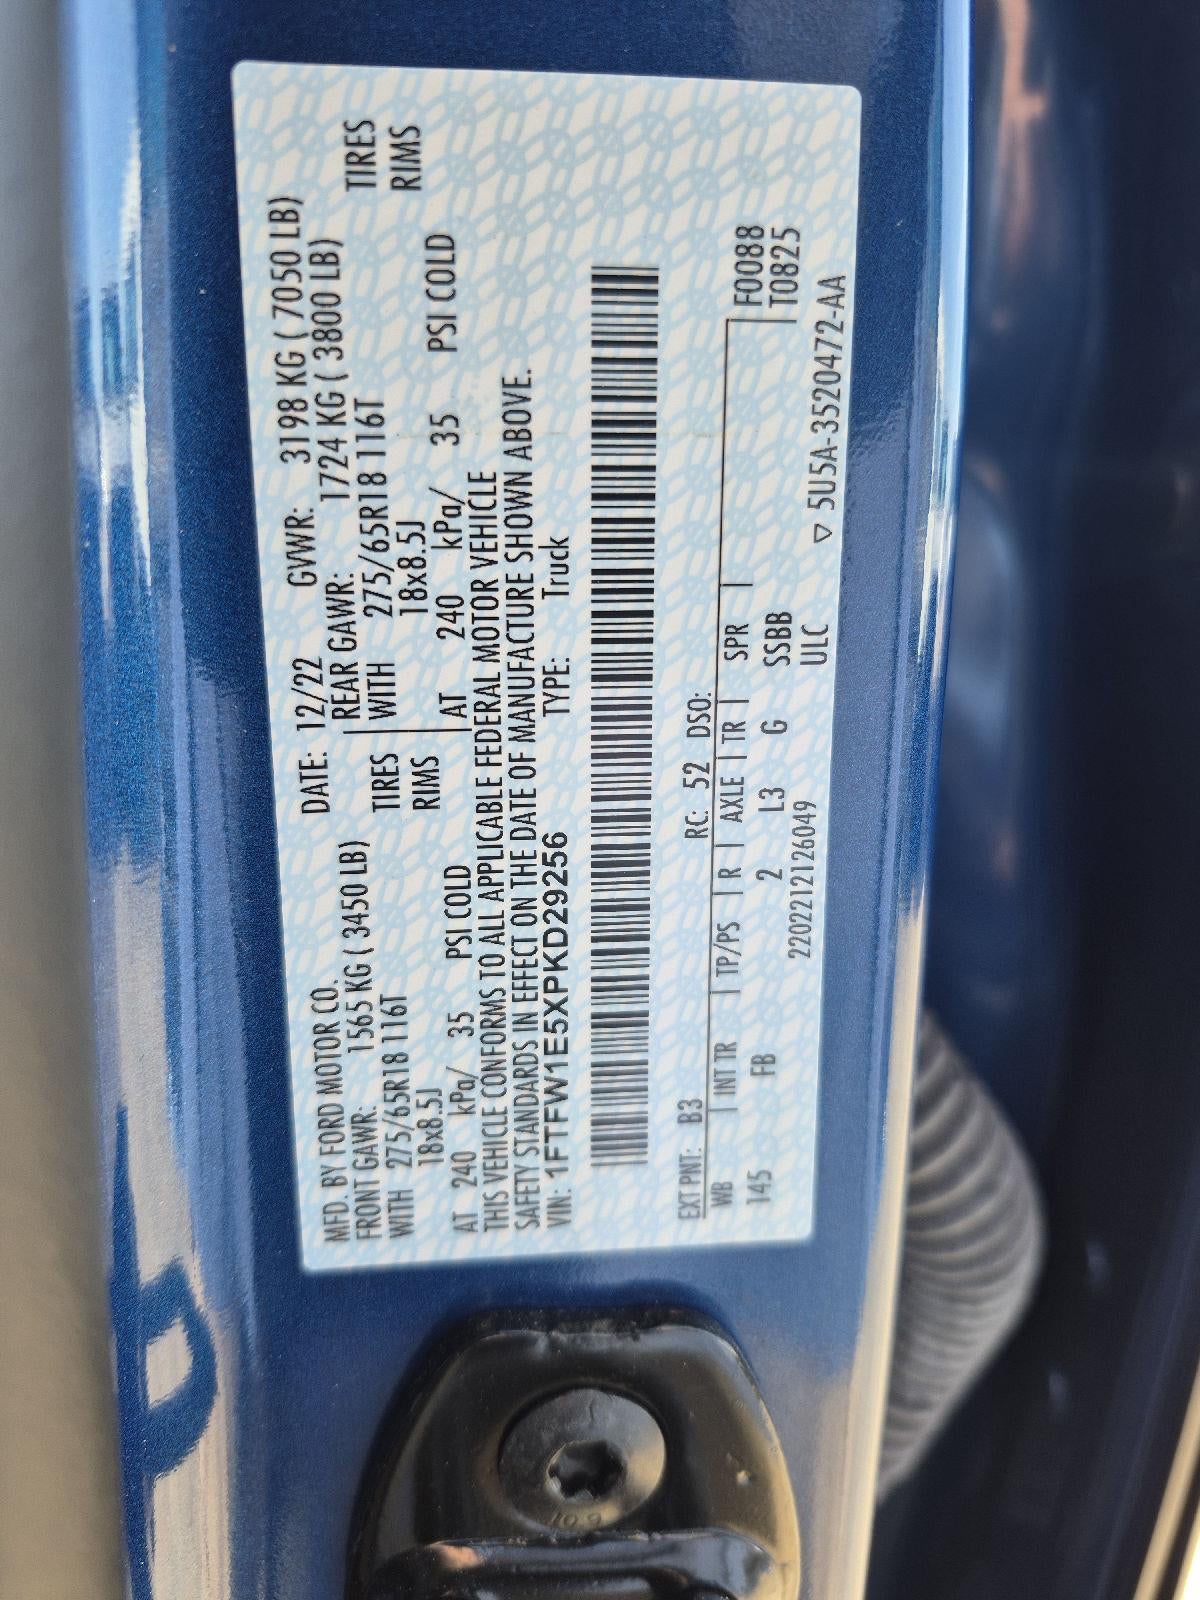 MFD. BY FORD MOTOR CO.
DATE: 12/22 GVWR: 3198 KG ( 7050 LB)
FRONT GAWR: 1565 KG ( 3450 LB)
REAR GAWR: 1724 KG ( 3800 LB)
WITH 275/65R18 116T TIRES
WITH 275/65R18 116T TIRES
18x8.5J RIMS
18x8.5J RIMS
AT 240 kPa/ 35 PSI COLD
AT 240 kPa/ 35 PSI COLD
THIS VEHICLE CONFORMS TO ALL APPLICABLE FEDERAL MOTOR VEHICLE
SAFETY STANDARDS IN EFFECT ON THE DATE OF MANUFACTURE SHOWN ABOVE.
VIN: 1FTFW1E5XPKD29256 TYPE: Truck
EXT PNT: B3 RC: 52 DSO:
WB INT TR TP/PS R AXLE TR SPR F0088
145 FB 2 L3 G SSBB T0825
2202212126049 ULC
▽ 5U5A-3520472-AA
10.9